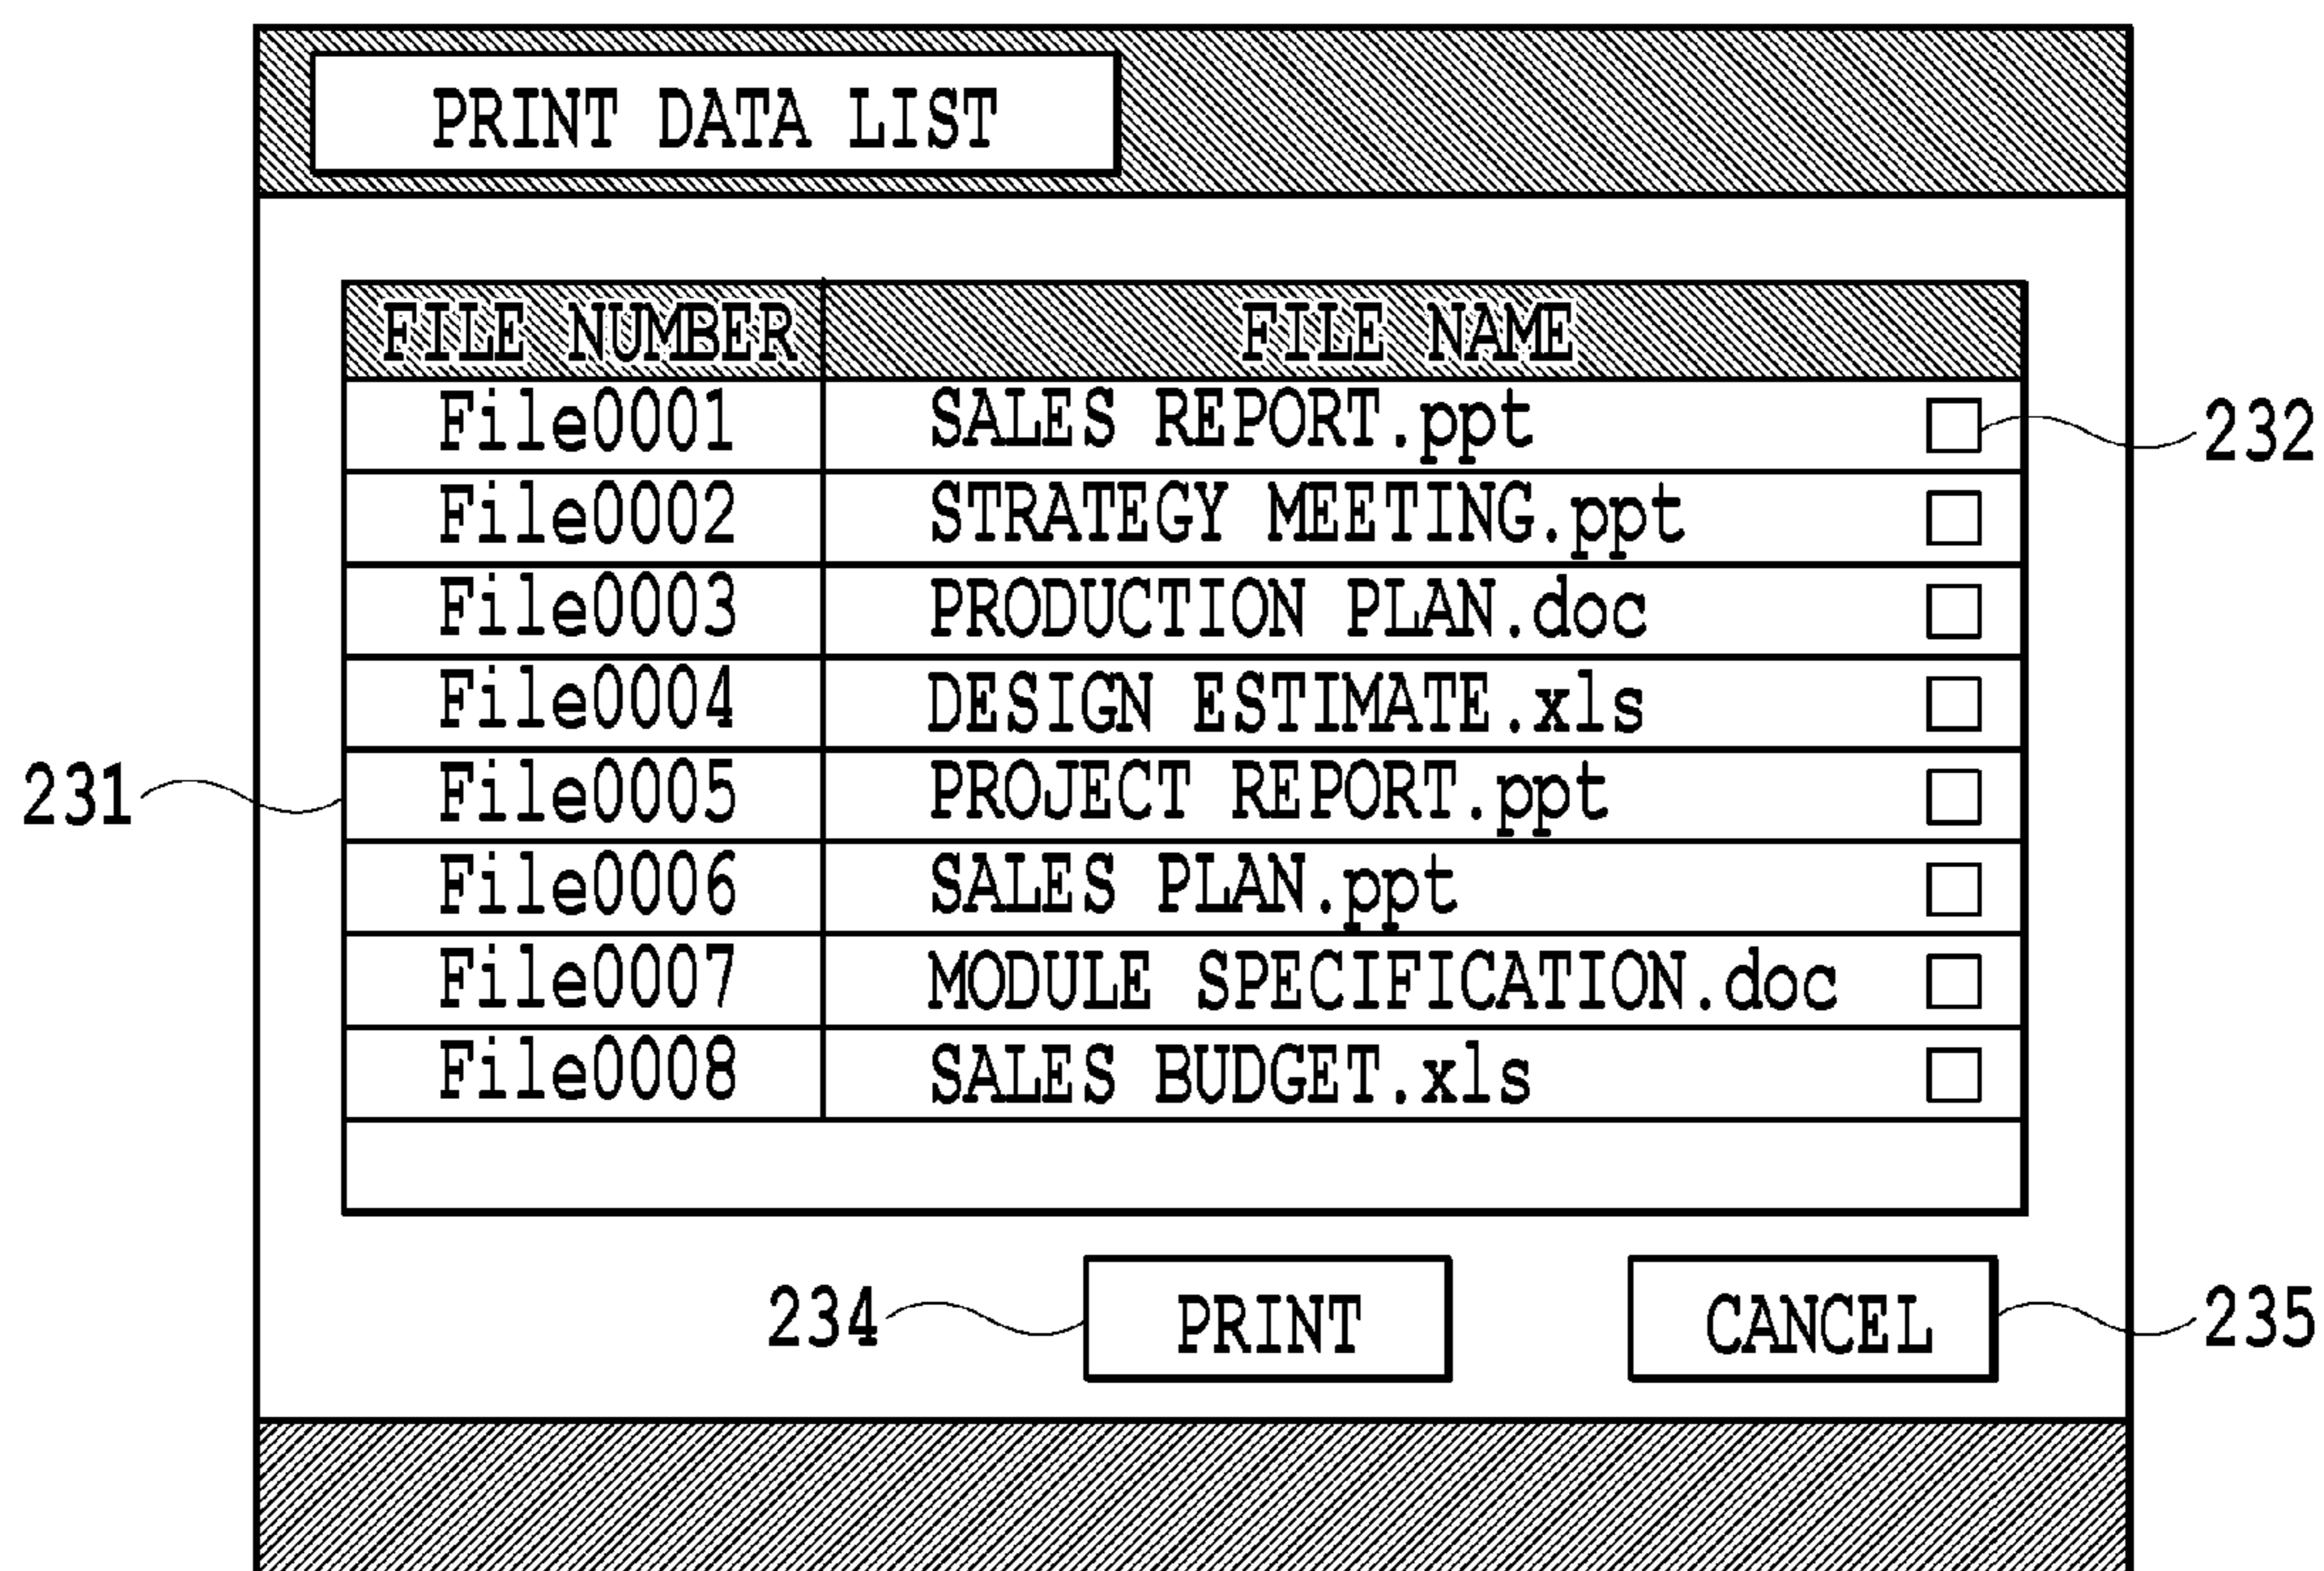 PRINT DATA LIST
FILE NUMBER FILE NAME
File0001 SALES REPORT.ppt 232
File0002 STRATEGY MEETING.ppt
File0003 PRODUCTION PLAN.doc
File0004 DESIGN ESTIMATE.xls
231 File0005 PROJECT REPORT.ppt
File0006 SALES PLAN.ppt
File0007 MODULE SPECIFICATION.doc
File0008 SALES BUDGET.xls
234 PRINT CANCEL 235